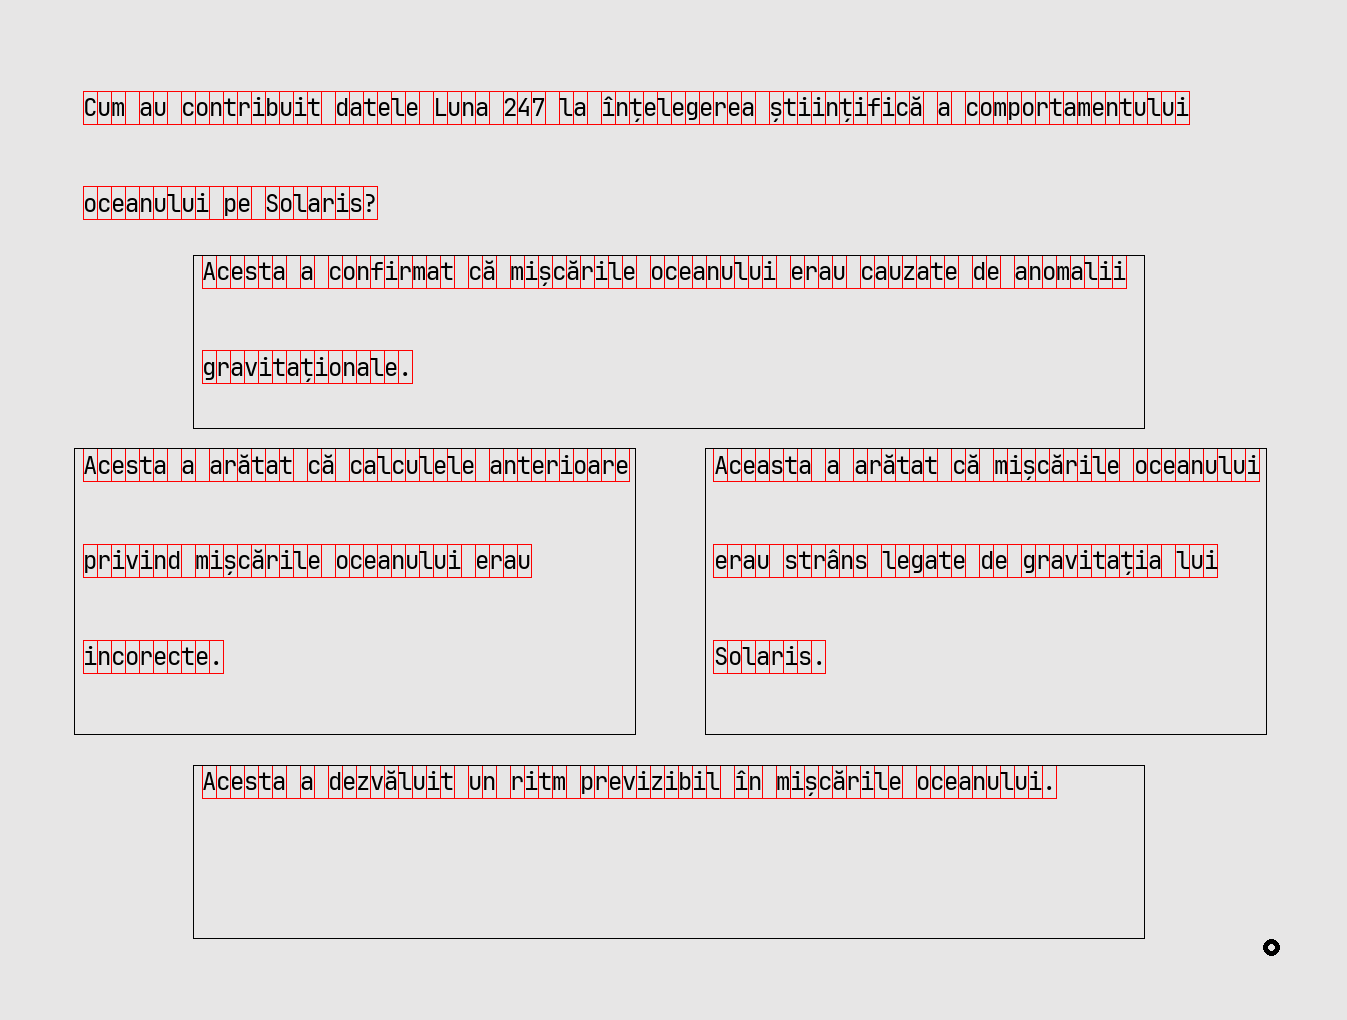 Cum au contribuit datele Luna 247 la înțelegerea științifică a comportamentului
oceanului pe Solaris?
Acesta a confirmat că mișcările oceanului erau cauzate de anomalii
gravitaționale.
Acesta a arătat că calculele anterioare
privind mișcările oceanului erau
incorecte.
Aceasta a arătat că mișcările oceanului
erau strâns legate de gravitația lui
Solaris.
Acesta a dezvăluit un ritm previzibil în mișcările oceanului.